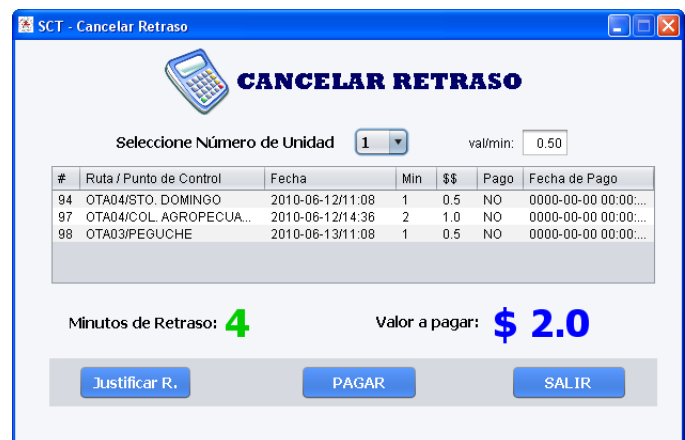 SCT - Cancelar Retraso
CANCELAR RETRASO
Seleccione Número de Unidad 1 val/min: 0.50
# Ruta / Punto de Control Fecha Min $$ Pago Fecha de Pago
94 OTA04/STO. DOMINGO 2010-06-12/11:08 1 0.5 NO 0000-00-00 00:00:...
97 OTA04/COL. AGROPECUA... 2010-06-12/14:36 2 1.0 NO 0000-00-00 00:00:...
98 OTA03/PEGUCHE 2010-06-13/11:08 1 0.5 NO 0000-00-00 00:00:...
Minutos de Retraso: 4 Valor a pagar: $ 2.0
Justificar R. PAGAR SALIR